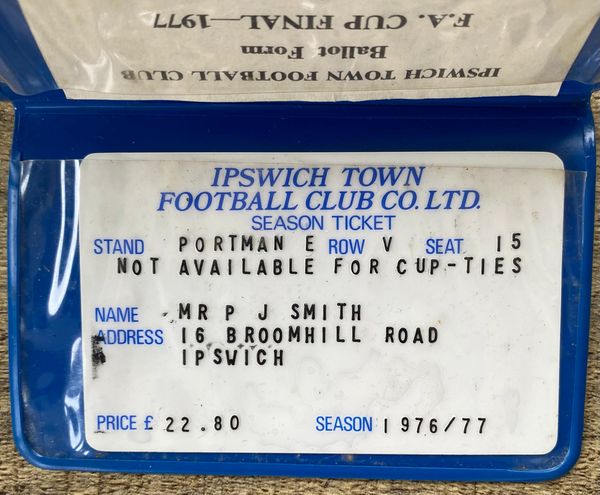 F.A. CUP FINAL—1977
Ballot Form
IPSWICH TOWN FOOTBALL CLUB
IPSWICH TOWN
FOOTBALL CLUB CO. LTD.
SEASON TICKET
STAND PORTMAN E ROW V SEAT 15
NOT AVAILABLE FOR CUP-TIES
NAME MR P J SMITH
ADDRESS 16 BROOMHILL ROAD
IPSWICH
PRICE £ 22.80 SEASON 1976/77